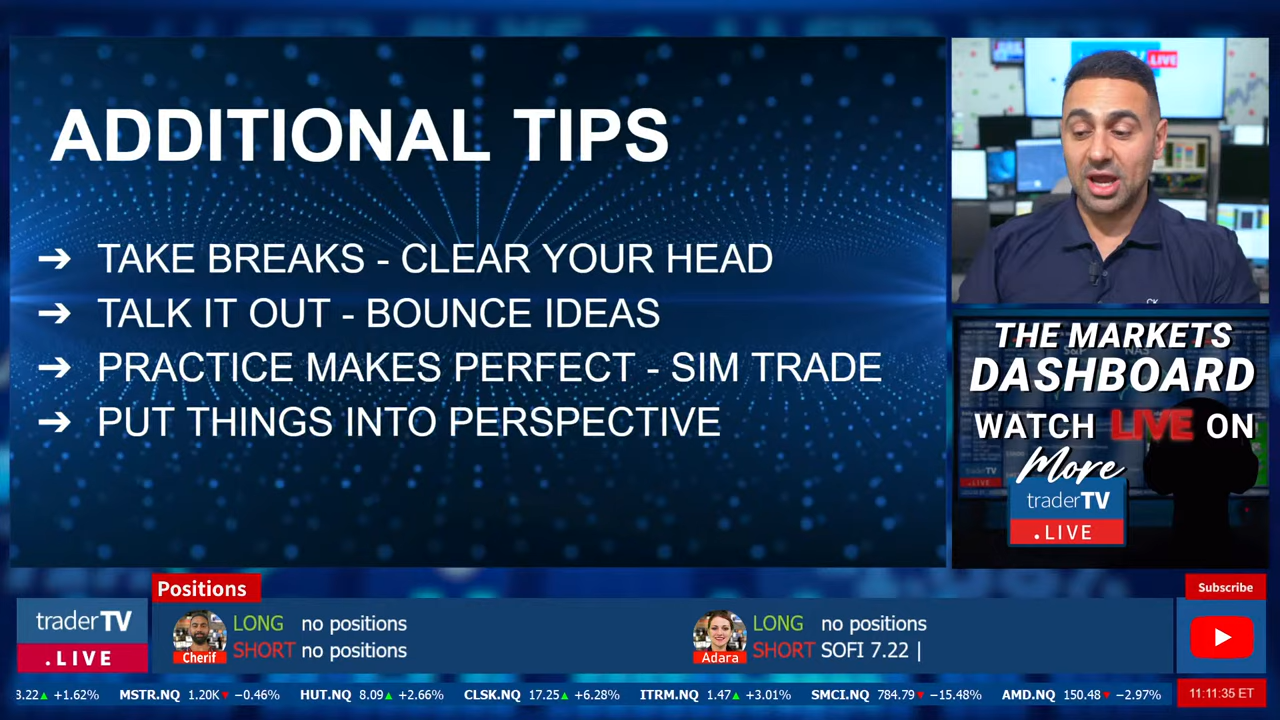 ADDITIONAL TIPS
➔ TAKE BREAKS - CLEAR YOUR HEAD
➔ TALK IT OUT - BOUNCE IDEAS
➔ PRACTICE MAKES PERFECT - SIM TRADE
➔ PUT THINGS INTO PERSPECTIVE
.LIVE
CK
THE MARKETS
DASHBOARD
WATCH LIVE ON
More
traderTV
.LIVE
Positions
Subscribe
traderTV
.LIVE
Cherif
LONG no positions
SHORT no positions
Adara
LONG no positions
SHORT SOFI 7.22 |
3.22▲ +1.62% MSTR.NQ 1.20K▼ −0.46% HUT.NQ 8.09▲ +2.66% CLSK.NQ 17.25▲ +6.28% ITRM.NQ 1.47▲ +3.01% SMCI.NQ 784.79▼ −15.48% AMD.NQ 150.48▼ −2.97%
11:11:35 ET